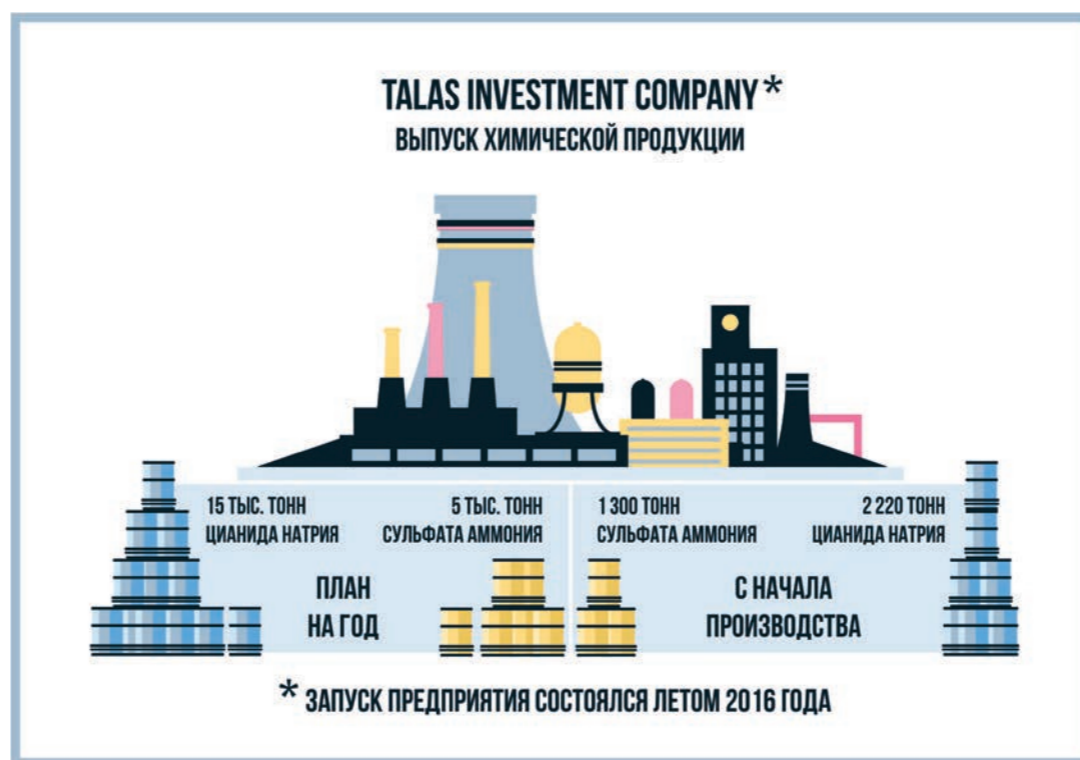 TALAS INVESTMENT COMPANY*
ВЫПУСК ХИМИЧЕСКОЙ ПРОДУКЦИИ
15 ТЫС. ТОНН
ЦИАНИДА НАТРИЯ
5 ТЫС. ТОНН
СУЛЬФАТА АММОНИЯ
ПЛАН
НА ГОД
1 300 ТОНН
СУЛЬФАТА АММОНИЯ
2 220 ТОНН
ЦИАНИДА НАТРИЯ
С НАЧАЛА
ПРОИЗВОДСТВА
* ЗАПУСК ПРЕДПРИЯТИЯ СОСТОЯЛСЯ ЛЕТОМ 2016 ГОДА